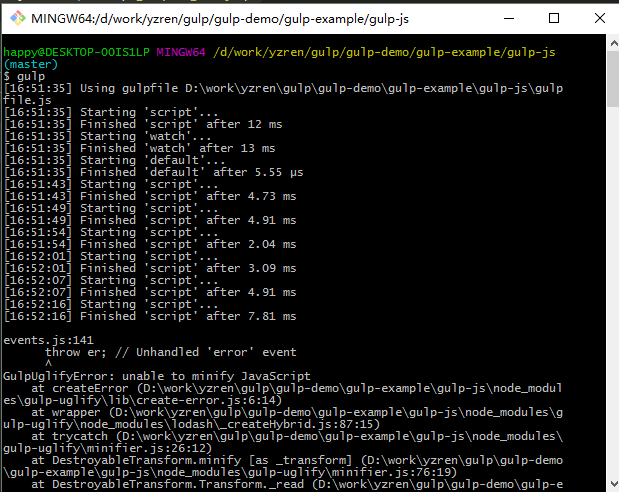 MINGW64:/d/work/yzren/gulp/gulp-demo/gulp-example/gulp-js
happy@DESKTOP-OOIS1LP MINGW64 /d/work/yzren/gulp/gulp-demo/gulp-example/gulp-js
(master)
$ gulp
[16:51:35] Using gulpfile D:\work\yzren\gulp\gulp-demo\gulp-example\gulp-js\gulp
file.js
[16:51:35] Starting 'script'...
[16:51:35] Finished 'script' after 12 ms
[16:51:35] Starting 'watch'...
[16:51:35] Finished 'watch' after 13 ms
[16:51:35] Starting 'default'...
[16:51:35] Finished 'default' after 5.55 μs
[16:51:43] Starting 'script'...
[16:51:43] Finished 'script' after 4.73 ms
[16:51:49] Starting 'script'...
[16:51:49] Finished 'script' after 4.91 ms
[16:51:54] Starting 'script'...
[16:51:54] Finished 'script' after 2.04 ms
[16:52:01] Starting 'script'...
[16:52:01] Finished 'script' after 3.09 ms
[16:52:07] Starting 'script'...
[16:52:07] Finished 'script' after 4.91 ms
[16:52:16] Starting 'script'...
[16:52:16] Finished 'script' after 7.81 ms
events.js:141
throw er; // Unhandled 'error' event
^
GulpUglifyError: unable to minify JavaScript
at createError (D:\work\yzren\gulp\gulp-demo\gulp-example\gulp-js\node_modul
es\gulp-uglify\lib\create-error.js:6:14)
at wrapper (D:\work\yzren\gulp\gulp-demo\gulp-example\gulp-js\node_modules\g
ulp-uglify\node_modules\lodash\_createHybrid.js:87:15)
at trycatch (D:\work\yzren\gulp\gulp-demo\gulp-example\gulp-js\node_modules\
gulp-uglify\minifier.js:26:12)
at DestroyableTransform.minify [as _transform] (D:\work\yzren\gulp\gulp-demo
\gulp-example\gulp-js\node_modules\gulp-uglify\minifier.js:76:19)
at DestroyableTransform.Transform._read (D:\work\yzren\gulp\gulp-demo\gulp-e